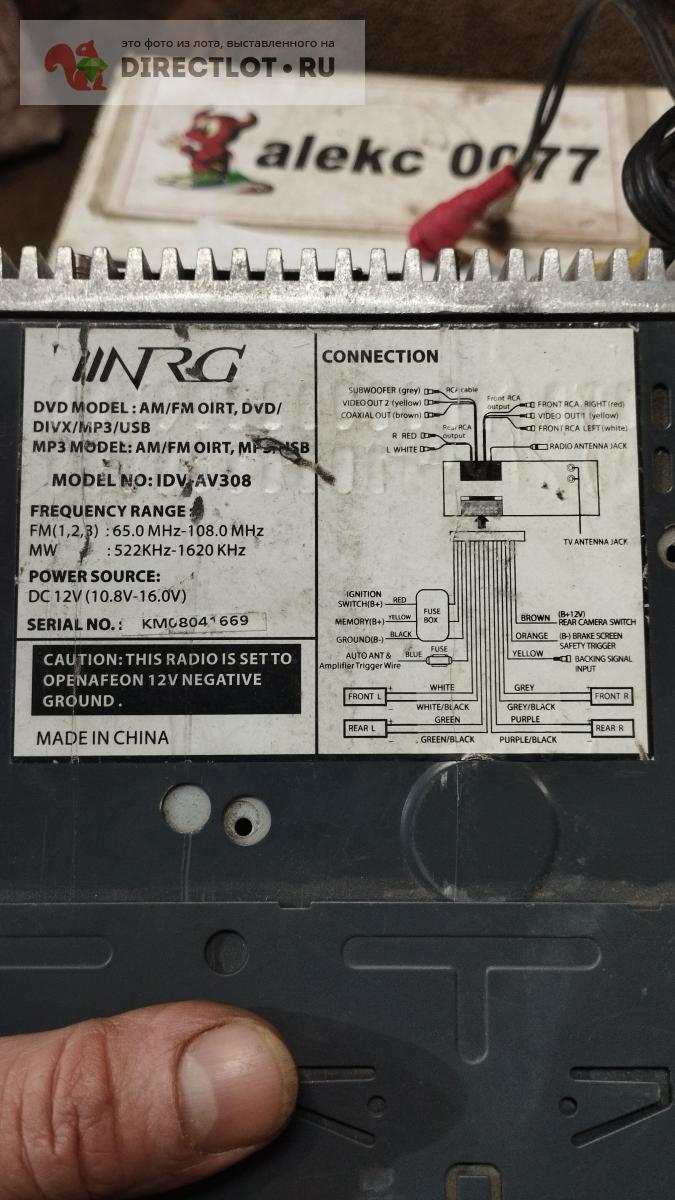 это фото из лота, выставленного на
DIRECTLOT.RU
alekc 0077
NRG
DVD MODEL : AM/FM OIRT, DVD/
DIVX/MP3/USB
MP3 MODEL: AM/FM OIRT, MP3/USB
MODEL NO: IDV-AV308
FREQUENCY RANGE:
FM(1,2,3) : 65.0 MHz-108.0 MHz
MW : 522KHz-1620 KHz
POWER SOURCE:
DC 12V (10.8V-16.0V)
SERIAL NO.: KM08041669
CAUTION: THIS RADIO IS SET TO
OPENAFEON 12V NEGATIVE
GROUND .
MADE IN CHINA
CONNECTION
SUBWOOFER (grey)
VIDEO OUT 2 (yellow)
COAXIAL OUT (brown)
RCA cable
R RED
L WHITE
Rear RCA
output
Front RCA
output
FRONT RCA RIGHT (red)
VIDEO OUT1 (yellow)
FRONT RCA LEFT (white)
RADIO ANTENNA JACK
TV ANTENNA JACK
IGNITION
SWITCH(B+) RED
MEMORY(B+) YELLOW
GROUND(B-) BLACK
FUSE
BOX
AUTO ANT &
Amplifier Trigger Wire
BLUE
FUSE
BROWN (B+12V)
REAR CAMERA SWITCH
ORANGE (B-) BRAKE SCREEN
SAFETY TRIGGER
YELLOW BACKING SIGNAL
INPUT
FRONT L + WHITE
- WHITE/BLACK
REAR L + GREEN
- GREEN/BLACK
GREY + FRONT R
GREY/BLACK -
PURPLE + REAR R
PURPLE/BLACK -